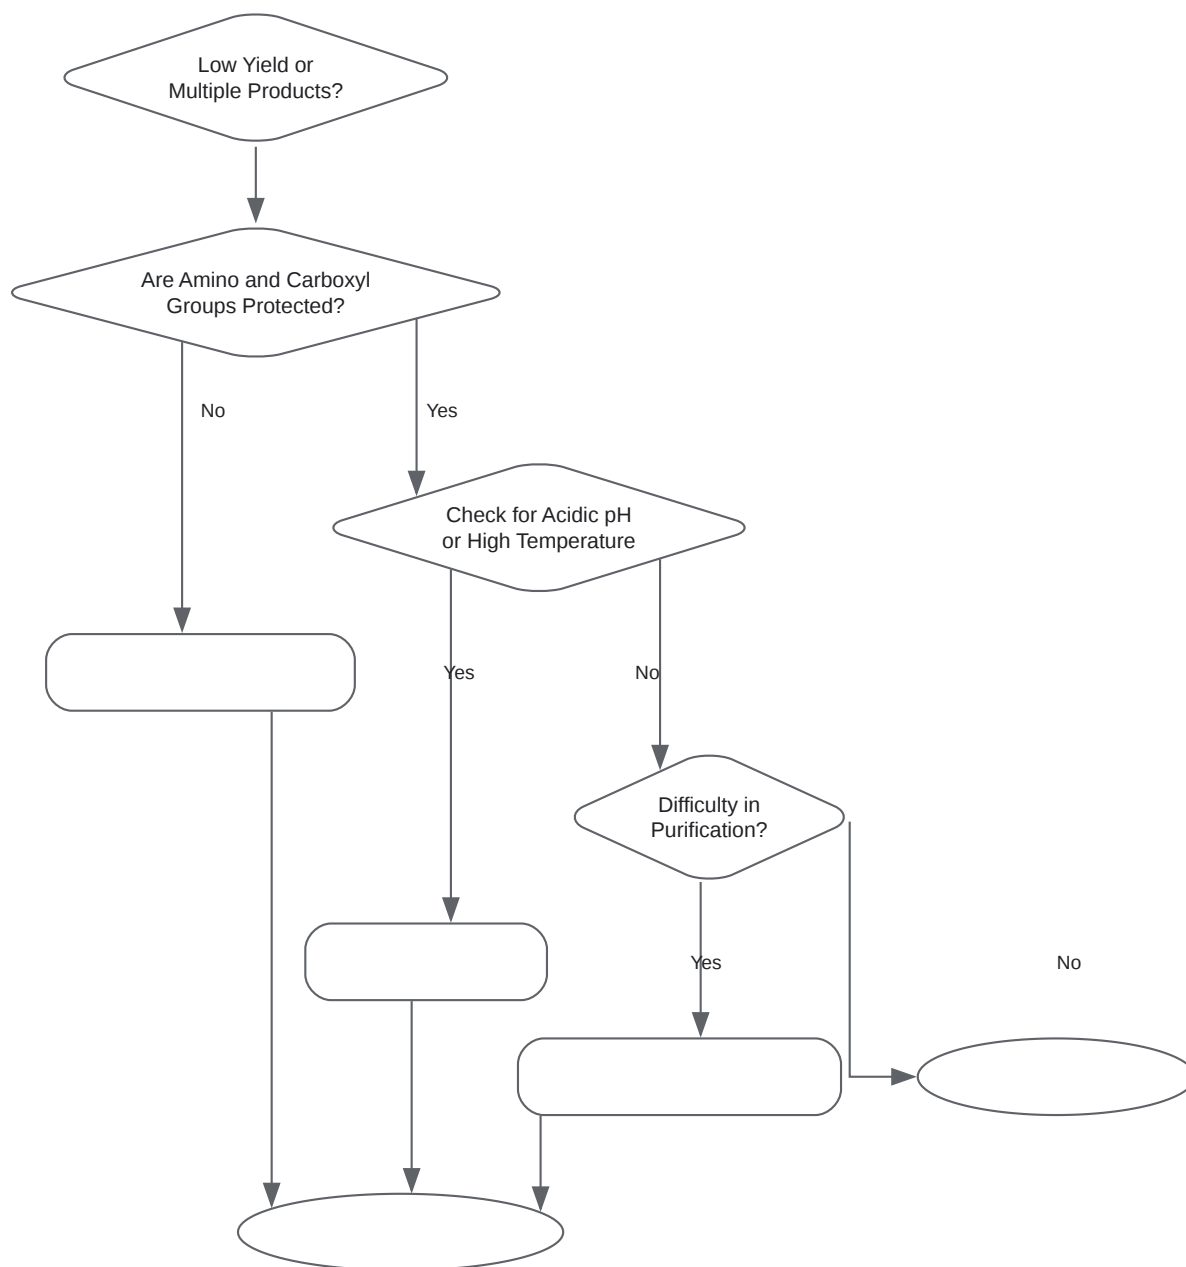 Low Yield or
Multiple Products?
Are Amino and Carboxyl
Groups Protected?
No
Yes
Check for Acidic pH
or High Temperature
Yes
No
Difficulty in
Purification?
Yes
No